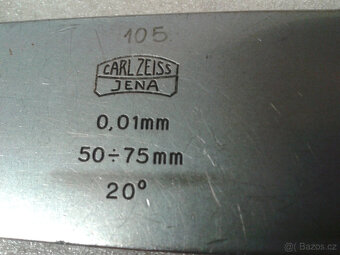 105
CARL ZEISS
JENA
0,01mm
50÷75mm
20°
Bazos.cz